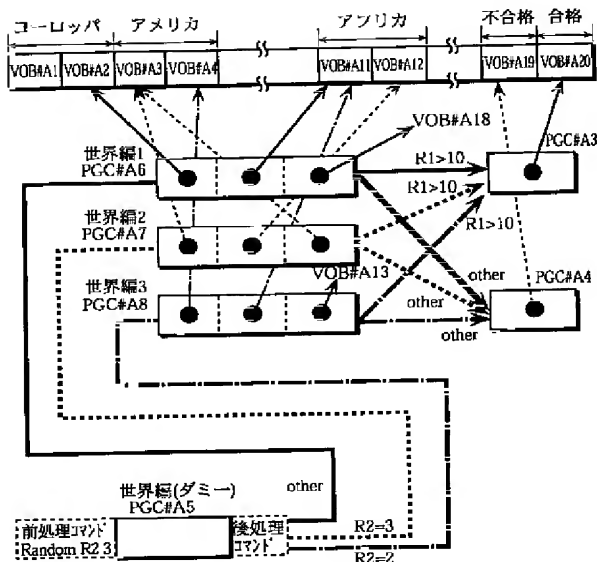 ヨーロッパ アメリカ アフリカ 不合格 合格
VOB#A1 VOB#A2 VOB#A3 VOB#A4 VOB#A11 VOB#A12 VOB#A19 VOB#A20
VOB#A18
世界編1
PGC#A6
R1>10
PGC#A3
R1>10
R1>10
世界編2
PGC#A7
VOB#A13
other
PGC#A4
世界編3
PGC#A8
other
other
世界編(ダミー)
PGC#A5
other
前処理コマンド
Random R2 3
後処理
コマンド
R2=3
R2=2